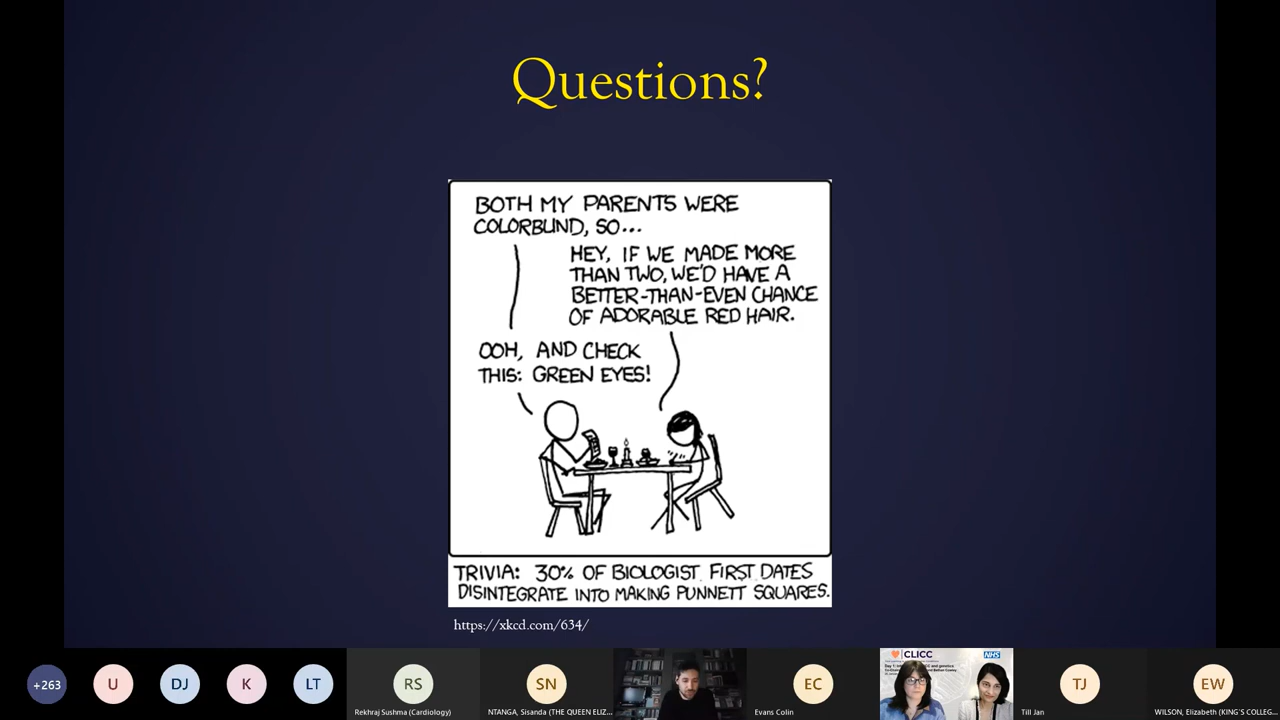 Questions?
BOTH MY PARENTS WERE
COLORBLIND, SO...
HEY, IF WE MADE MORE
THAN TWO, WE'D HAVE A
BETTER-THAN-EVEN CHANCE
OF ADORABLE RED HAIR.
OOH, AND CHECK
THIS: GREEN EYES!
TRIVIA: 30% OF BIOLOGIST FIRST DATES
DISINTEGRATE INTO MAKING PUNNETT SQUARES.
https://xkcd.com/634/
+263
U
DJ
K
LT
RS
Rekhraj Sushma (Cardiology)
SN
NTANGA, Sisanda (THE QUEEN ELIZ...
EC
Evans Colin
CLICC
NHS
TJ
Till Jan
EW
WILSON, Elizabeth (KING'S COLLEG...